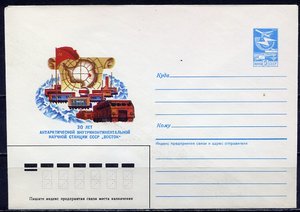 30 ЛЕТ
АНТАРКТИЧЕСКОЙ ВНУТРИКОНТИНЕНТАЛЬНОЙ
НАУЧНОЙ СТАНЦИИ СССР „ВОСТОК“
Куда
Кому
Индекс предприятия связи и адрес отправителя
Пишите индекс предприятия связи места назначения